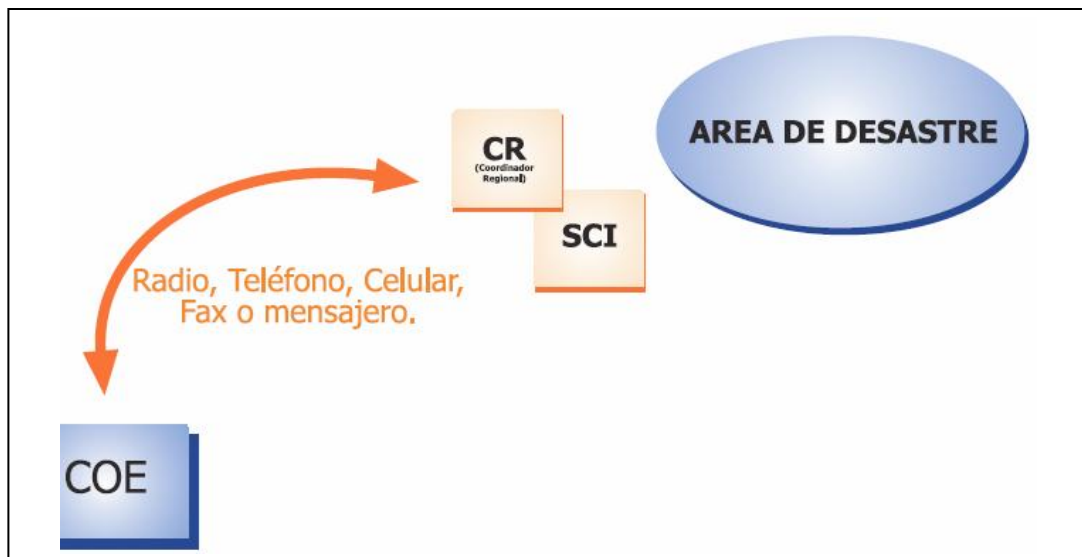 AREA DE DESASTRE
CR
(Coordinador
Regional)
SCI
Radio, Teléfono, Celular,
Fax o mensajero.
COE